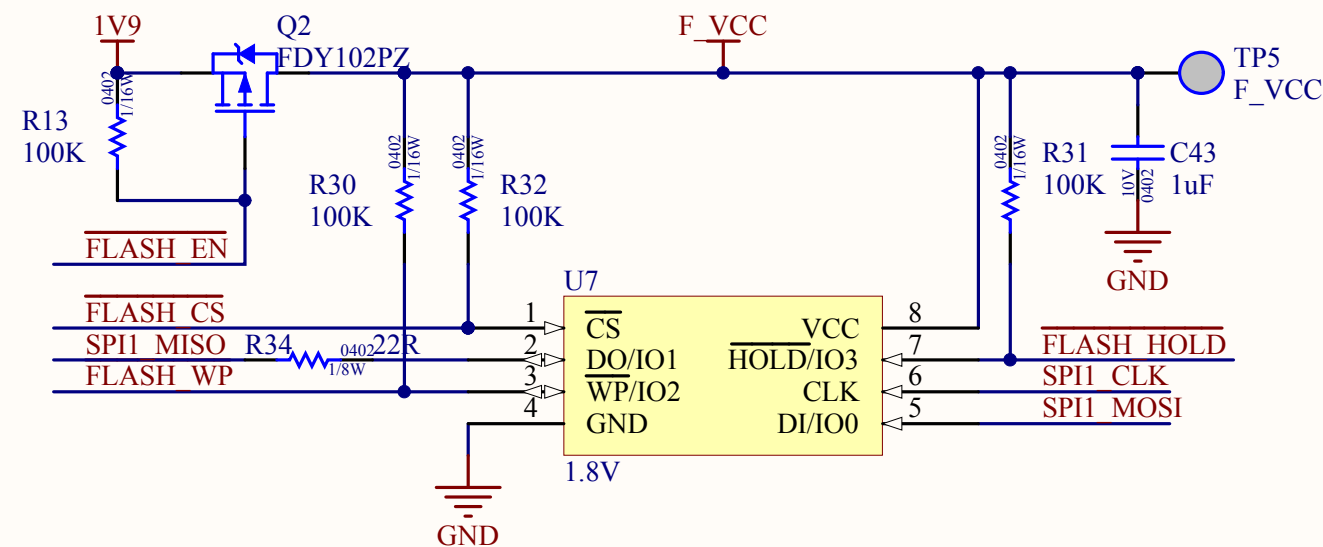 1V9
Q2
FDY102PZ
F_VCC
TP5
F_VCC
R13
100K
0402
1/16W
R30
100K
0402
1/16W
R32
100K
0402
1/16W
R31
100K
0402
1/16W
C43
1uF
10V
0402
GND
FLASH_EN
U7
FLASH_CS
1
CS
VCC
8
SPI1_MISO
R34
0402
22R
1/8W
2
DO/IO1
HOLD/IO3
7
FLASH_HOLD
FLASH_WP
3
WP/IO2
CLK
6
SPI1_CLK
4
GND
DI/IO0
5
SPI1_MOSI
1.8V
GND